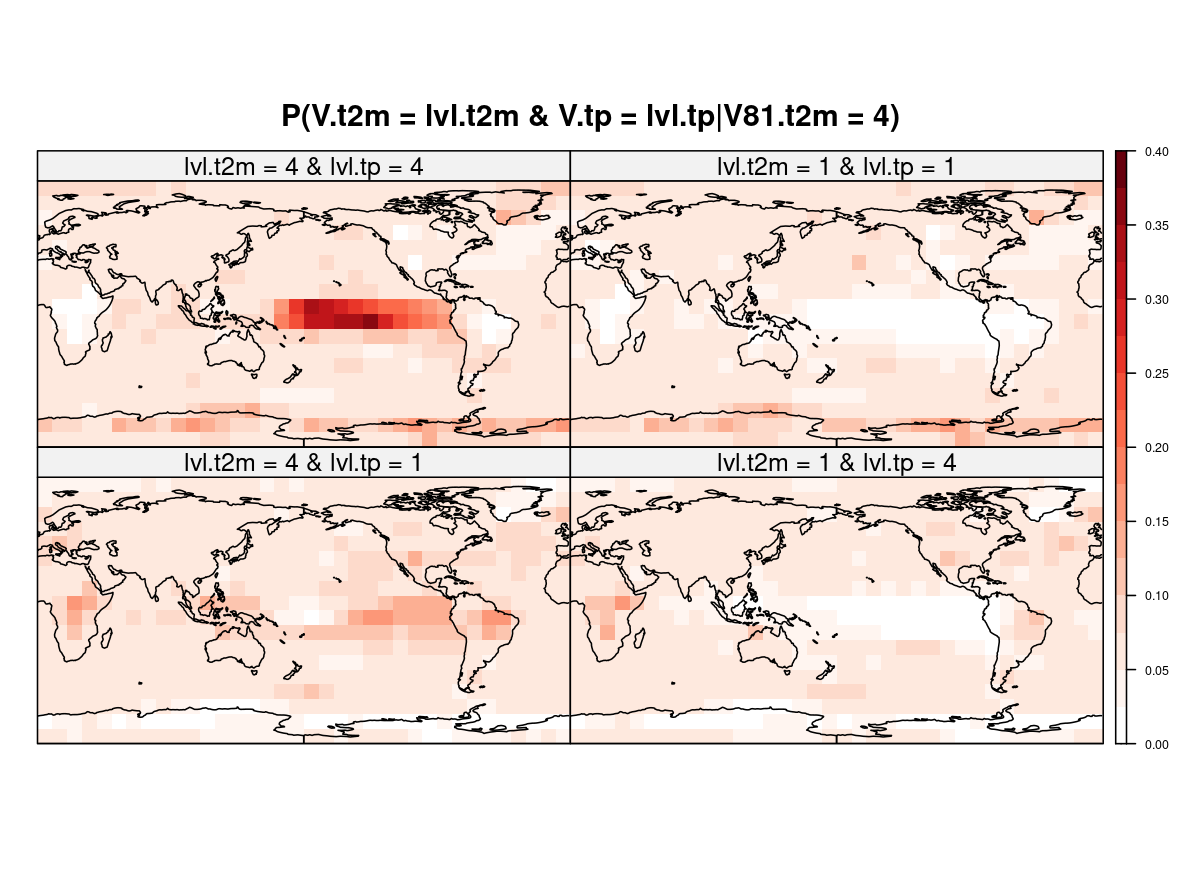 P(V.t2m = lvl.t2m & V.tp = lvl.tp|V81.t2m = 4)
lvl.t2m = 4 & lvl.tp = 4
lvl.t2m = 1 & lvl.tp = 1
lvl.t2m = 4 & lvl.tp = 1
lvl.t2m = 1 & lvl.tp = 4
0.40
0.35
0.30
0.25
0.20
0.15
0.10
0.05
0.00